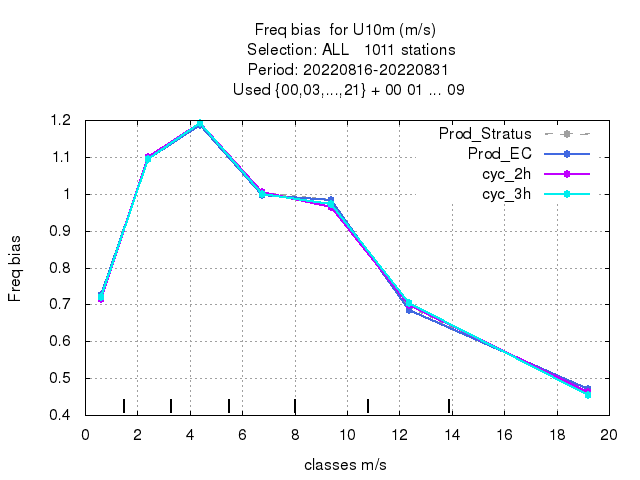 Freq bias  for U10m (m/s)
Selection: ALL   1011 stations
Period: 20220816-20220831
Used {00,03,...,21} + 00 01 ... 09
Prod_Stratus
Prod_EC
cyc_2h
cyc_3h
1.2
1.1
1
0.9
0.8
0.7
0.6
0.5
0.4
Freq bias
0 2 4 6 8 10 12 14 16 18 20
classes m/s